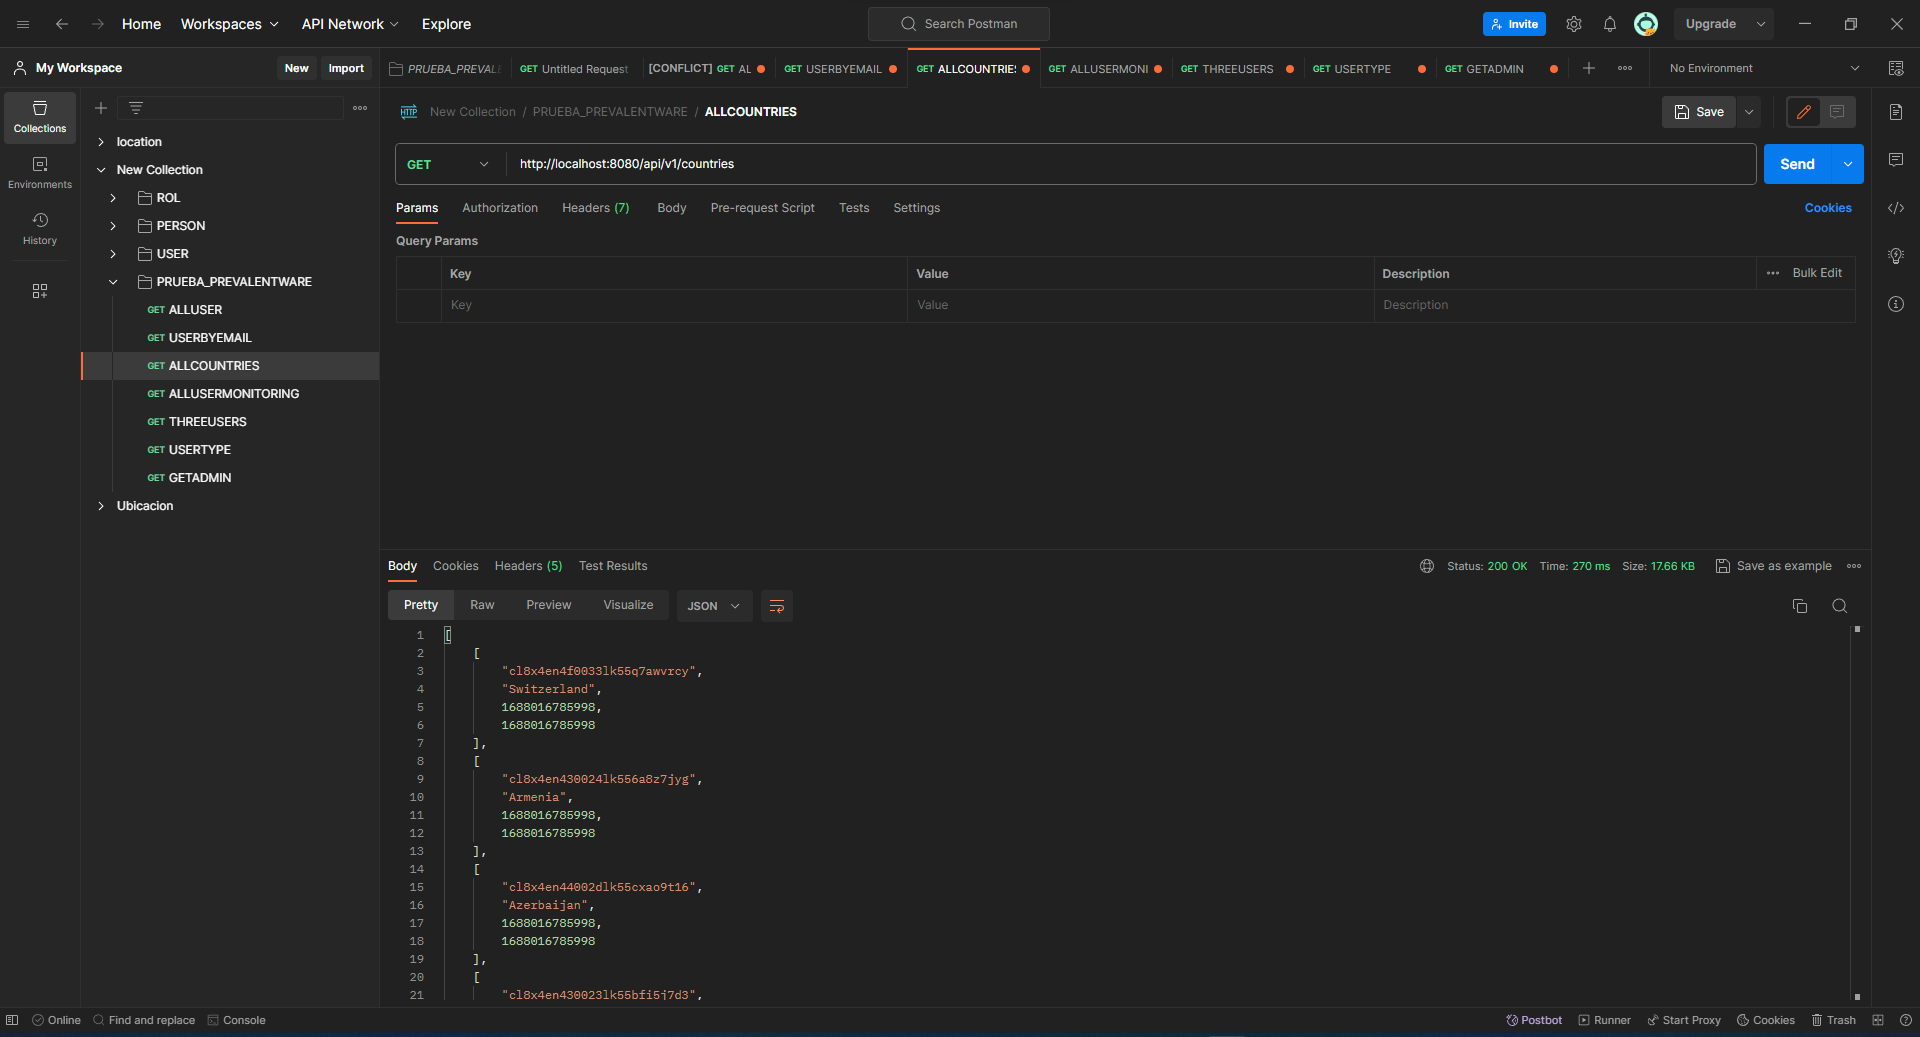 Home Workspaces API Network Explore Search Postman Invite Upgrade
My Workspace New Import
PRUEBA_PREVALE GET Untitled Request [CONFLICT] GET AL GET USERBYEMAIL GET ALLCOUNTRIES GET ALLUSERMONI GET THREEUSERS GET USERTYPE GET GETADMIN No Environment
Collections
Environments
History
location
New Collection
ROL
PERSON
USER
PRUEBA_PREVALENTWARE
GET ALLUSER
GET USERBYEMAIL
GET ALLCOUNTRIES
GET ALLUSERMONITORING
GET THREEUSERS
GET USERTYPE
GET GETADMIN
Ubicacion
HTTP New Collection / PRUEBA_PREVALENTWARE / ALLCOUNTRIES Save
GET http://localhost:8080/api/v1/countries Send
Params Authorization Headers (7) Body Pre-request Script Tests Settings Cookies
Query Params
Key Value Description Bulk Edit
Key Value Description
Body Cookies Headers (5) Test Results Status: 200 OK Time: 270 ms Size: 17.66 KB Save as example
Pretty Raw Preview Visualize JSON
1 [
2 [
3 "cl8x4en4f0033lk55q7awvrcy",
4 "Switzerland",
5 1688016785998,
6 1688016785998
7 ],
8 [
9 "cl8x4en430024lk556a8z7jyg",
10 "Armenia",
11 1688016785998,
12 1688016785998
13 ],
14 [
15 "cl8x4en44002dlk55cxao9t16",
16 "Azerbaijan",
17 1688016785998,
18 1688016785998
19 ],
20 [
21 "cl8x4en430023lk55bfi5j7d3",
Online Find and replace Console Postbot Runner Start Proxy Cookies Trash